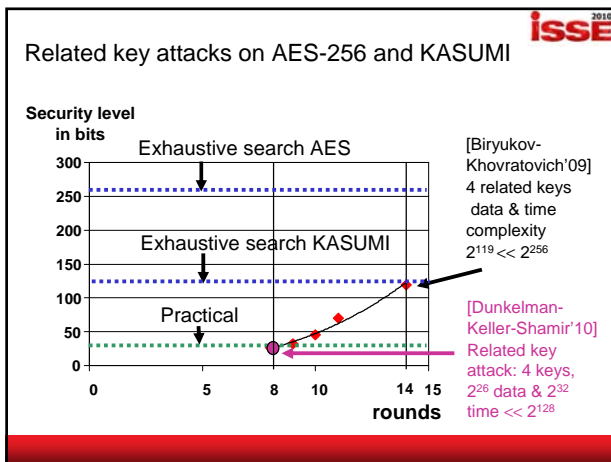 ISSE 2010
Related key attacks on AES-256 and KASUMI
Security level
in bits
300
250
200
150
100
50
0
Exhaustive search AES
Exhaustive search KASUMI
Practical
0
5
8
10
14
15
rounds
[Biryukov-
Khovratovich'09]
4 related keys
data & time
complexity
2¹¹⁹ << 2²⁵⁶
[Dunkelman-
Keller-Shamir'10]
Related key
attack: 4 keys,
2²⁶ data & 2³²
time << 2¹²⁸